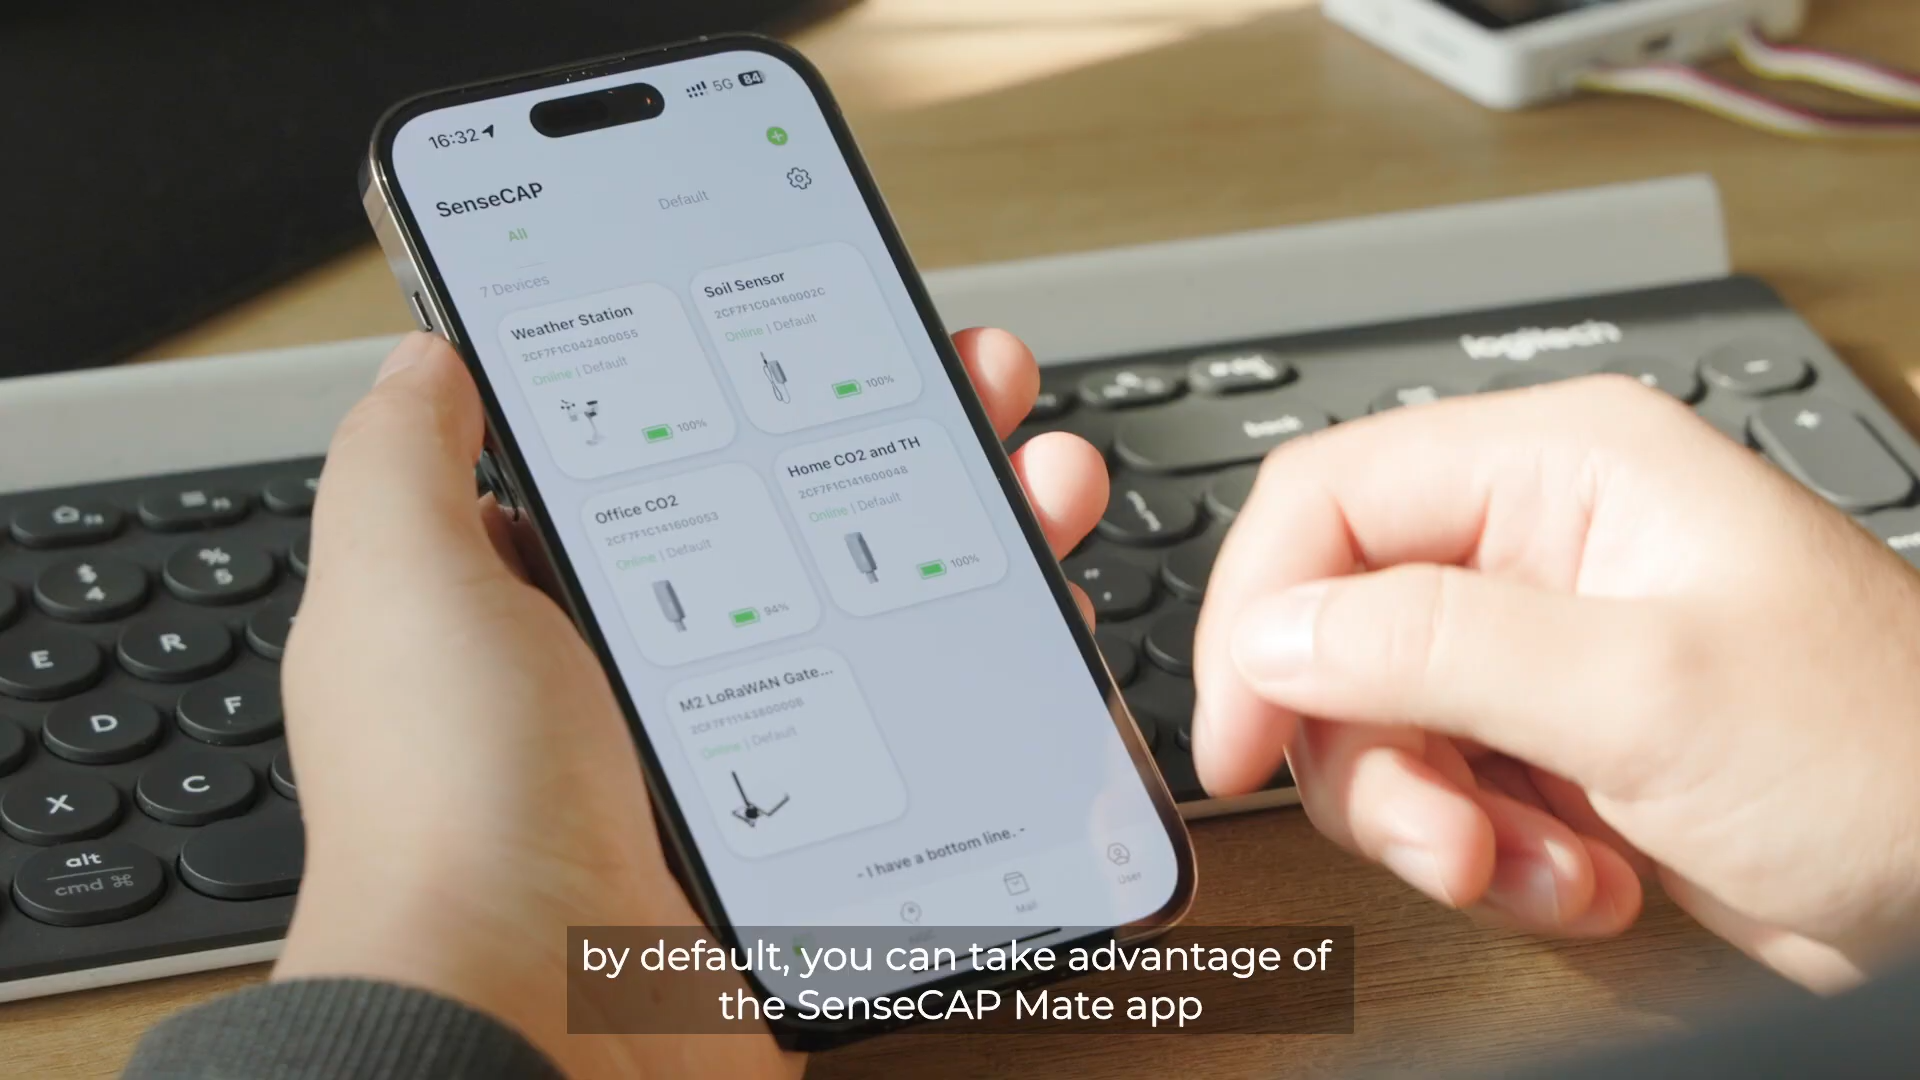 16:32
5G 84
SenseCAP
All
Default
7 Devices
Weather Station
2CF7F1C042400055
Online | Default
100%
Soil Sensor
2CF7F1C04160002C
Online | Default
100%
Office CO2
2CF7F1C141600053
Online | Default
94%
Home CO2 and TH
2CF7F1C141600048
Online | Default
100%
M2 LoRaWAN Gate...
Online | Default
- I have a bottom line. -
Mall
User
logitech
back
$
4
%
5
E
R
D
F
X
C
alt
cmd ⌘
by default, you can take advantage of
the SenseCAP Mate app